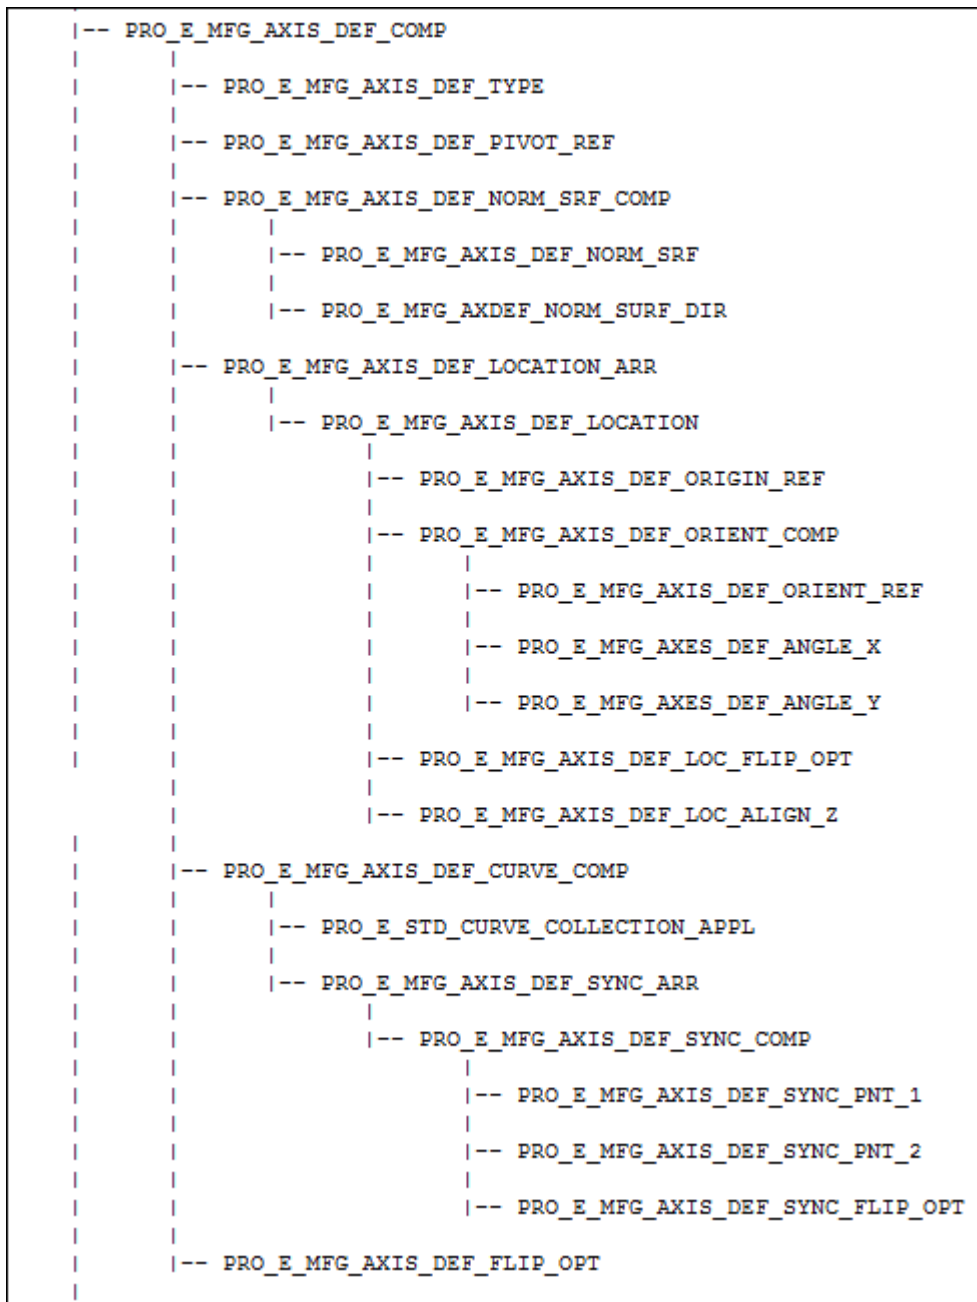 |-- PRO_E_MFG_AXIS_DEF_COMP
|-- PRO_E_MFG_AXIS_DEF_TYPE
|-- PRO_E_MFG_AXIS_DEF_PIVOT_REF
|-- PRO_E_MFG_AXIS_DEF_NORM_SRF_COMP
|-- PRO_E_MFG_AXIS_DEF_NORM_SRF
|-- PRO_E_MFG_AXDEF_NORM_SURF_DIR
|-- PRO_E_MFG_AXIS_DEF_LOCATION_ARR
|-- PRO_E_MFG_AXIS_DEF_LOCATION
|-- PRO_E_MFG_AXIS_DEF_ORIGIN_REF
|-- PRO_E_MFG_AXIS_DEF_ORIENT_COMP
|-- PRO_E_MFG_AXIS_DEF_ORIENT_REF
|-- PRO_E_MFG_AXES_DEF_ANGLE_X
|-- PRO_E_MFG_AXES_DEF_ANGLE_Y
|-- PRO_E_MFG_AXIS_DEF_LOC_FLIP_OPT
|-- PRO_E_MFG_AXIS_DEF_LOC_ALIGN_Z
|-- PRO_E_MFG_AXIS_DEF_CURVE_COMP
|-- PRO_E_STD_CURVE_COLLECTION_APPL
|-- PRO_E_MFG_AXIS_DEF_SYNC_ARR
|-- PRO_E_MFG_AXIS_DEF_SYNC_COMP
|-- PRO_E_MFG_AXIS_DEF_SYNC_PNT_1
|-- PRO_E_MFG_AXIS_DEF_SYNC_PNT_2
|-- PRO_E_MFG_AXIS_DEF_SYNC_FLIP_OPT
|-- PRO_E_MFG_AXIS_DEF_FLIP_OPT